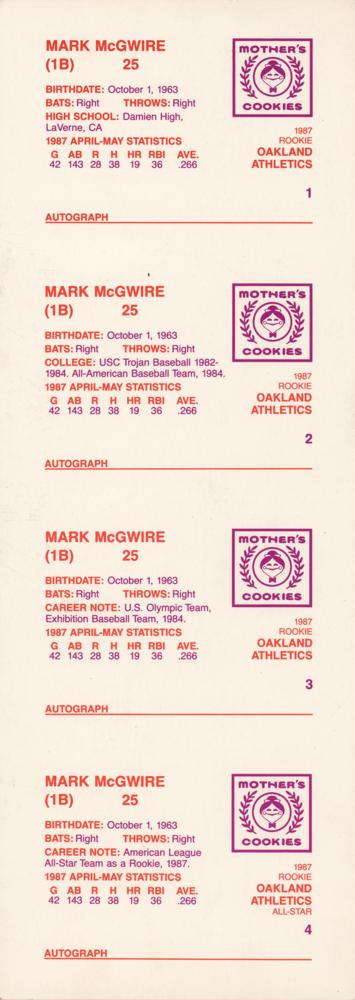 MARK McGWIRE
(1B) 25
BIRTHDATE: October 1, 1963
BATS: Right THROWS: Right
HIGH SCHOOL: Damien High,
LaVerne, CA
1987 APRIL-MAY STATISTICS
G AB R H HR RBI AVE.
42 143 28 38 19 36 .266
MOTHER'S
COOKIES
1987
ROOKIE
OAKLAND
ATHLETICS
1
AUTOGRAPH
MARK McGWIRE
(1B) 25
BIRTHDATE: October 1, 1963
BATS: Right THROWS: Right
COLLEGE: USC Trojan Baseball 1982-
1984. All-American Baseball Team, 1984.
1987 APRIL-MAY STATISTICS
G AB R H HR RBI AVE.
42 143 28 38 19 36 .266
MOTHER'S
COOKIES
1987
ROOKIE
OAKLAND
ATHLETICS
2
AUTOGRAPH
MARK McGWIRE
(1B) 25
BIRTHDATE: October 1, 1963
BATS: Right THROWS: Right
CAREER NOTE: U.S. Olympic Team,
Exhibition Baseball Team, 1984.
1987 APRIL-MAY STATISTICS
G AB R H HR RBI AVE.
42 143 28 38 19 36 .266
MOTHER'S
COOKIES
1987
ROOKIE
OAKLAND
ATHLETICS
3
AUTOGRAPH
MARK McGWIRE
(1B) 25
BIRTHDATE: October 1, 1963
BATS: Right THROWS: Right
CAREER NOTE: American League
All-Star Team as a Rookie, 1987.
1987 APRIL-MAY STATISTICS
G AB R H HR RBI AVE.
42 143 28 38 19 36 .266
MOTHER'S
COOKIES
1987
ROOKIE
OAKLAND
ATHLETICS
ALL-STAR
4
AUTOGRAPH